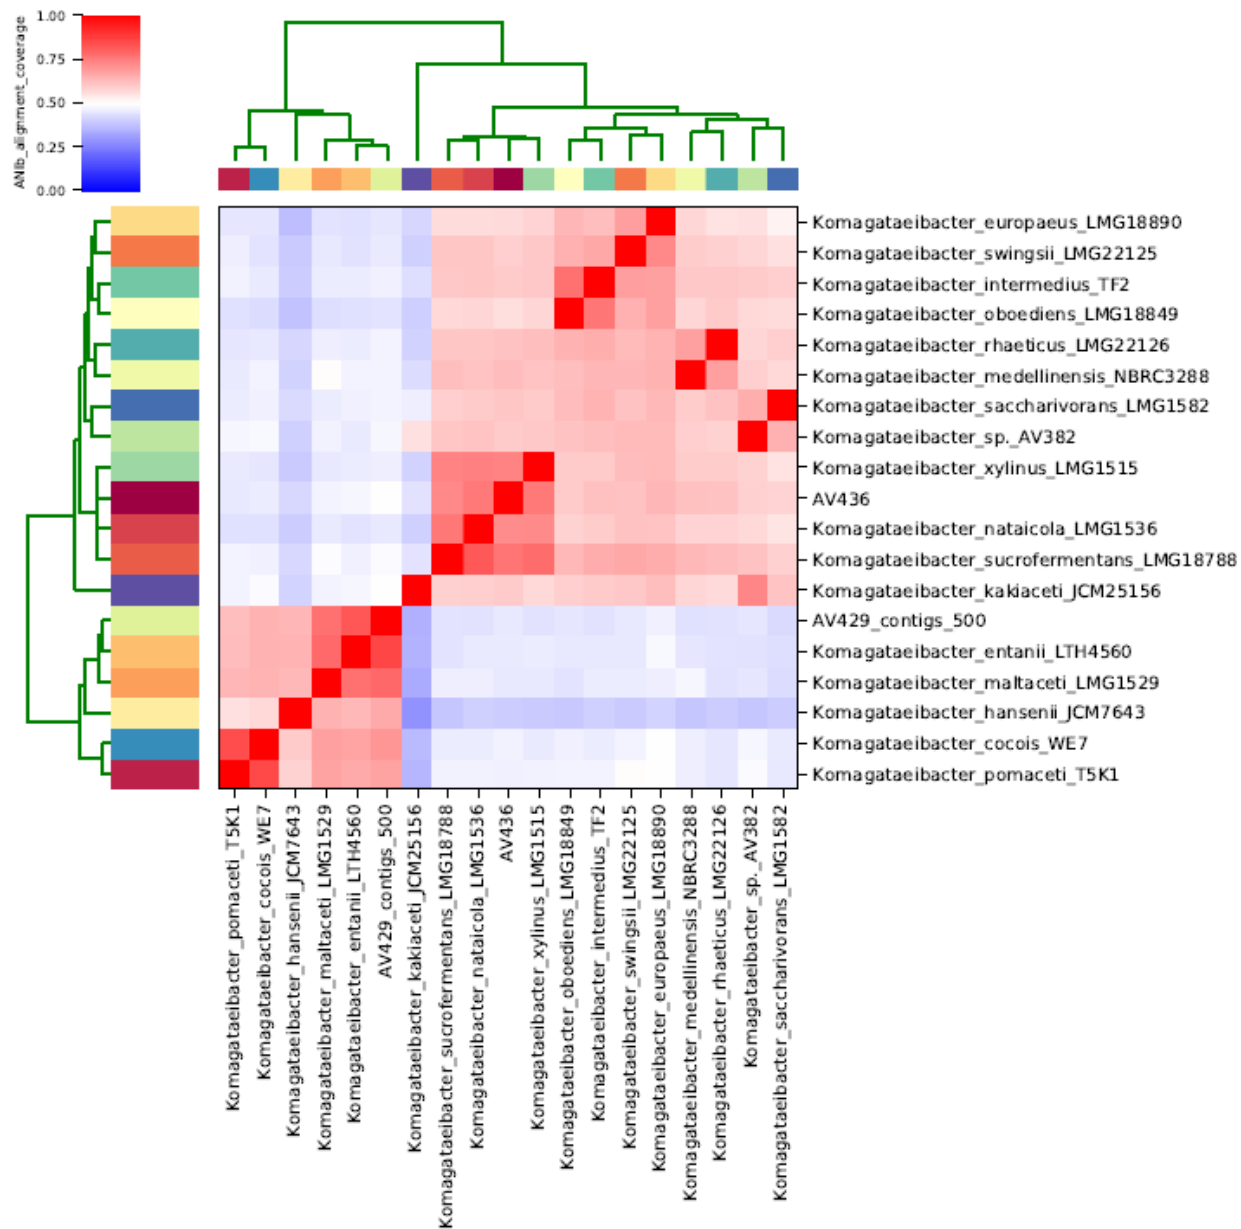 ANIb_alignment_coverage
1.00
0.75
0.50
0.25
0.00
Komagataeibacter_europaeus_LMG18890
Komagataeibacter_swingsii_LMG22125
Komagataeibacter_intermedius_TF2
Komagataeibacter_oboediens_LMG18849
Komagataeibacter_rhaeticus_LMG22126
Komagataeibacter_medellinensis_NBRC3288
Komagataeibacter_saccharivorans_LMG1582
Komagataeibacter_sp._AV382
Komagataeibacter_xylinus_LMG1515
AV436
Komagataeibacter_nataicola_LMG1536
Komagataeibacter_sucrofermentans_LMG18788
Komagataeibacter_kakiaceti_JCM25156
AV429_contigs_500
Komagataeibacter_entanii_LTH4560
Komagataeibacter_maltaceti_LMG1529
Komagataeibacter_hansenii_JCM7643
Komagataeibacter_cocois_WE7
Komagataeibacter_pomaceti_T5K1
Komagataeibacter_pomaceti_T5K1
Komagataeibacter_cocois_WE7
Komagataeibacter_hansenii_JCM7643
Komagataeibacter_maltaceti_LMG1529
Komagataeibacter_entanii_LTH4560
AV429_contigs_500
Komagataeibacter_kakiaceti_JCM25156
Komagataeibacter_sucrofermentans_LMG18788
Komagataeibacter_nataicola_LMG1536
AV436
Komagataeibacter_xylinus_LMG1515
Komagataeibacter_oboediens_LMG18849
Komagataeibacter_intermedius_TF2
Komagataeibacter_swingsii_LMG22125
Komagataeibacter_europaeus_LMG18890
Komagataeibacter_medellinensis_NBRC3288
Komagataeibacter_rhaeticus_LMG22126
Komagataeibacter_sp._AV382
Komagataeibacter_saccharivorans_LMG1582